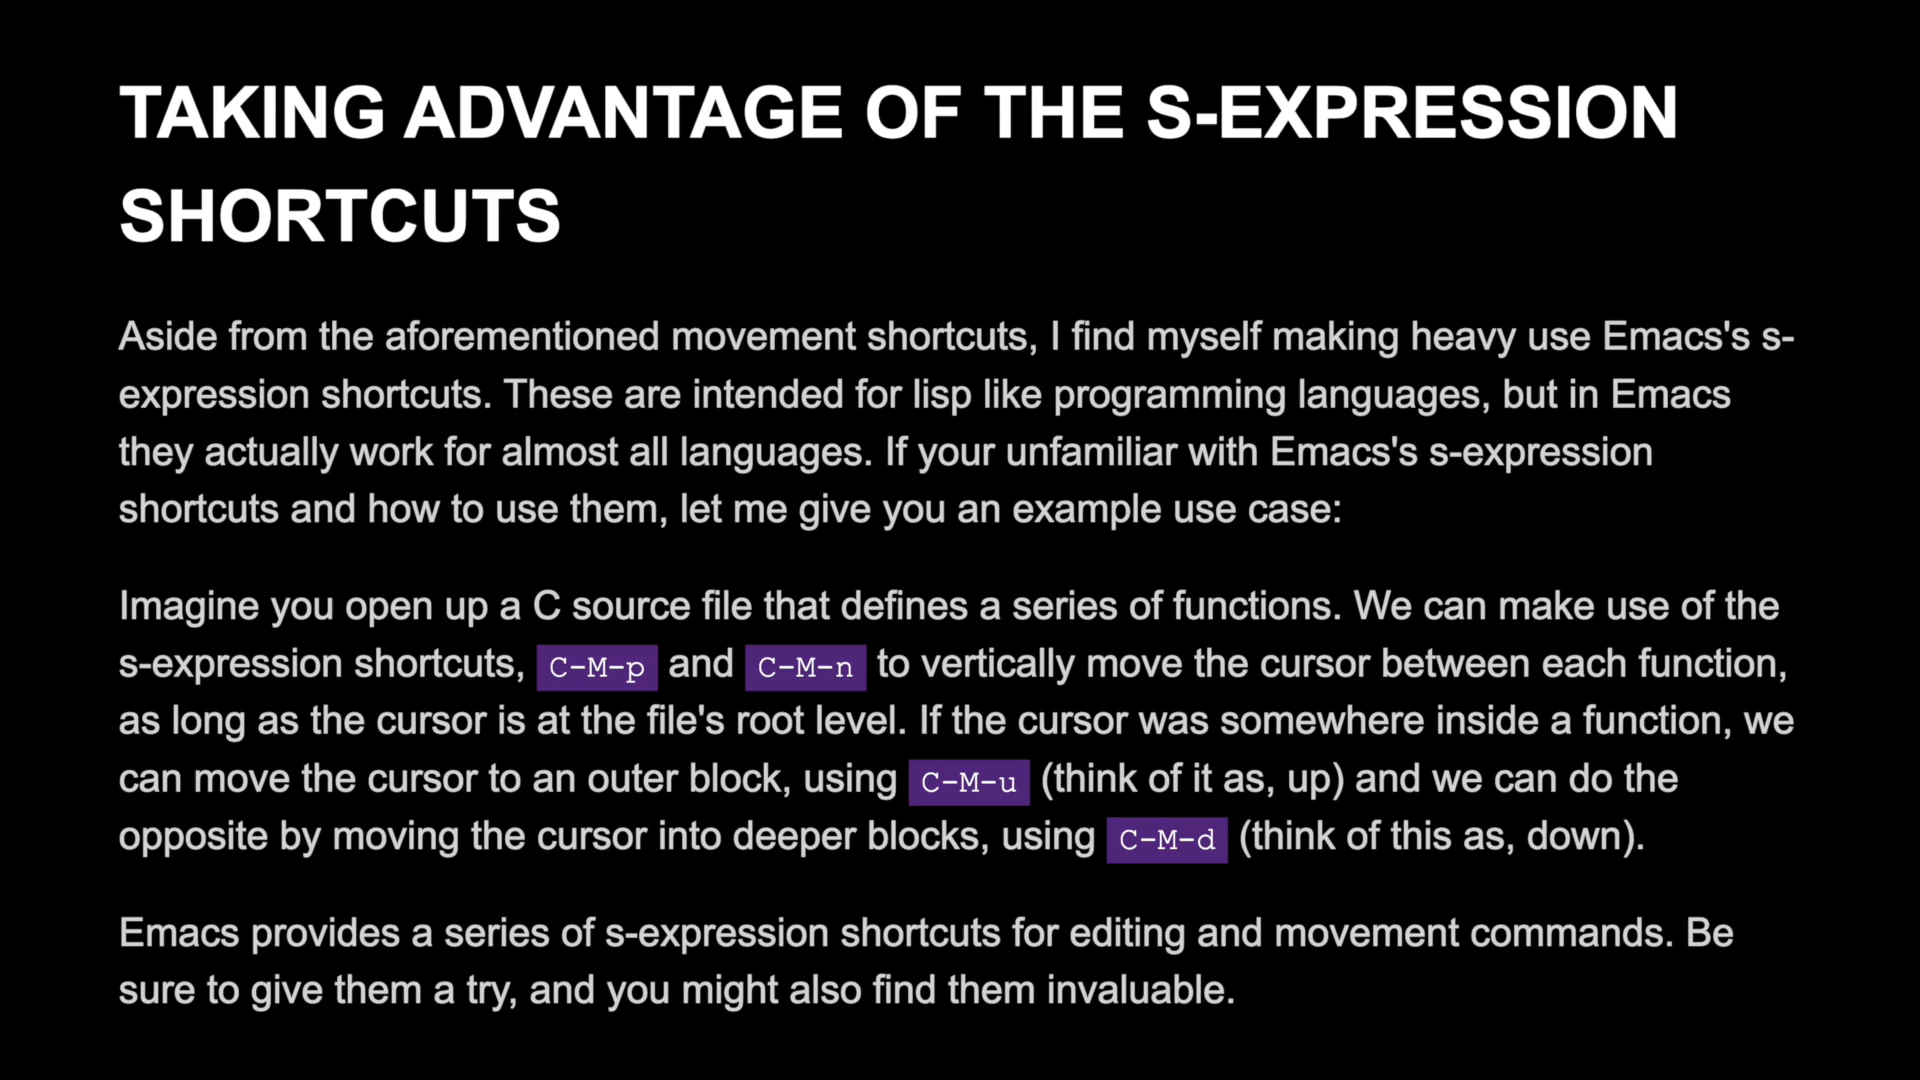 TAKING ADVANTAGE OF THE S-EXPRESSION
SHORTCUTS
Aside from the aforementioned movement shortcuts, I find myself making heavy use Emacs's s-
expression shortcuts. These are intended for lisp like programming languages, but in Emacs
they actually work for almost all languages. If your unfamiliar with Emacs's s-expression
shortcuts and how to use them, let me give you an example use case:
Imagine you open up a C source file that defines a series of functions. We can make use of the
s-expression shortcuts, C-M-p and C-M-n to vertically move the cursor between each function,
as long as the cursor is at the file's root level. If the cursor was somewhere inside a function, we
can move the cursor to an outer block, using C-M-u (think of it as, up) and we can do the
opposite by moving the cursor into deeper blocks, using C-M-d (think of this as, down).
Emacs provides a series of s-expression shortcuts for editing and movement commands. Be
sure to give them a try, and you might also find them invaluable.